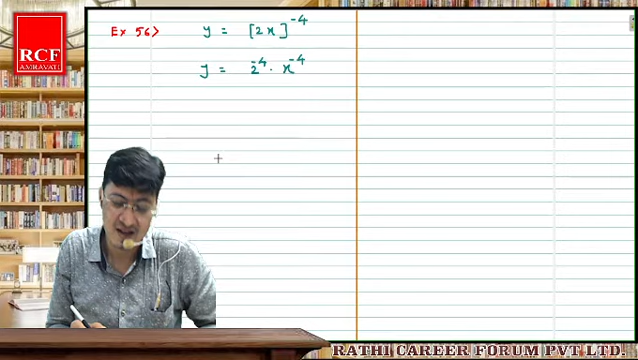 RCF
AMRAVATI
Ex 56> y = [2x]^-4
y = 2^-4 · x^-4
RATHI CAREER FORUM PVT LTD.